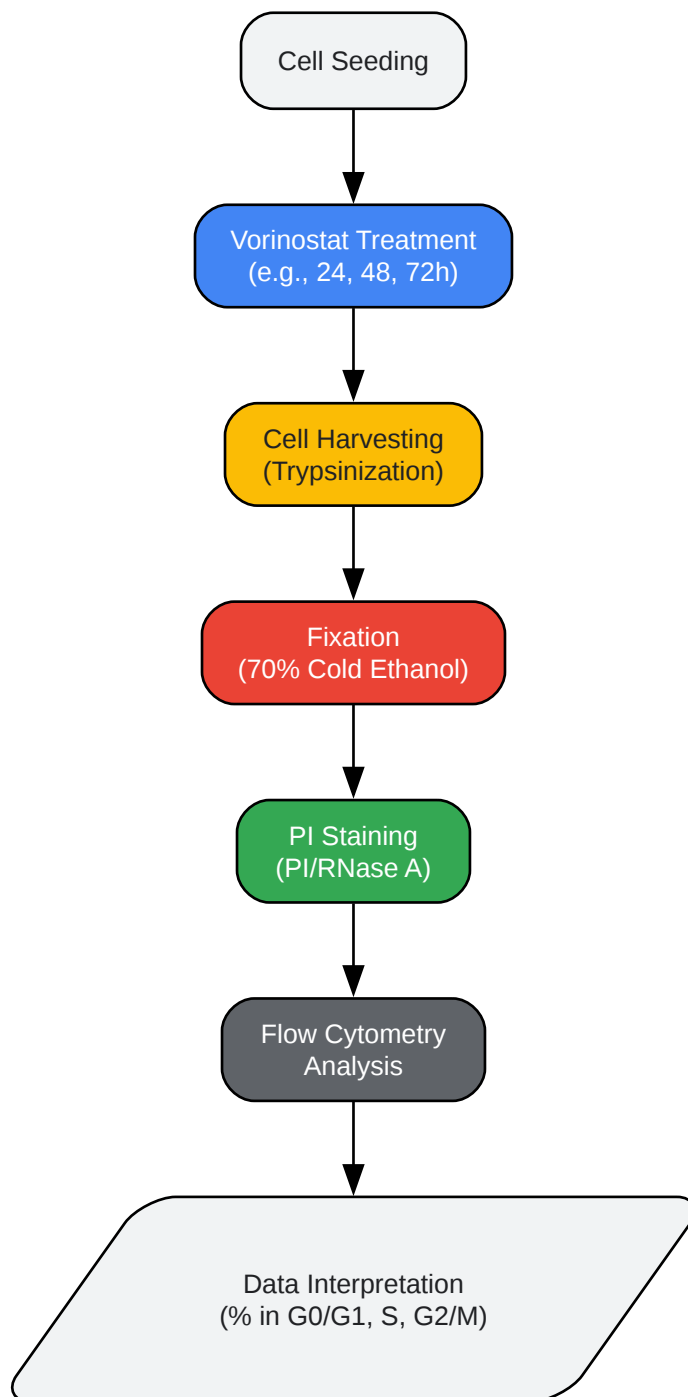 Cell Seeding
Vorinostat Treatment
(e.g., 24, 48, 72h)
Cell Harvesting
(Trypsinization)
Fixation
(70% Cold Ethanol)
PI Staining
(PI/RNase A)
Flow Cytometry
Analysis
Data Interpretation
(% in G0/G1, S, G2/M)